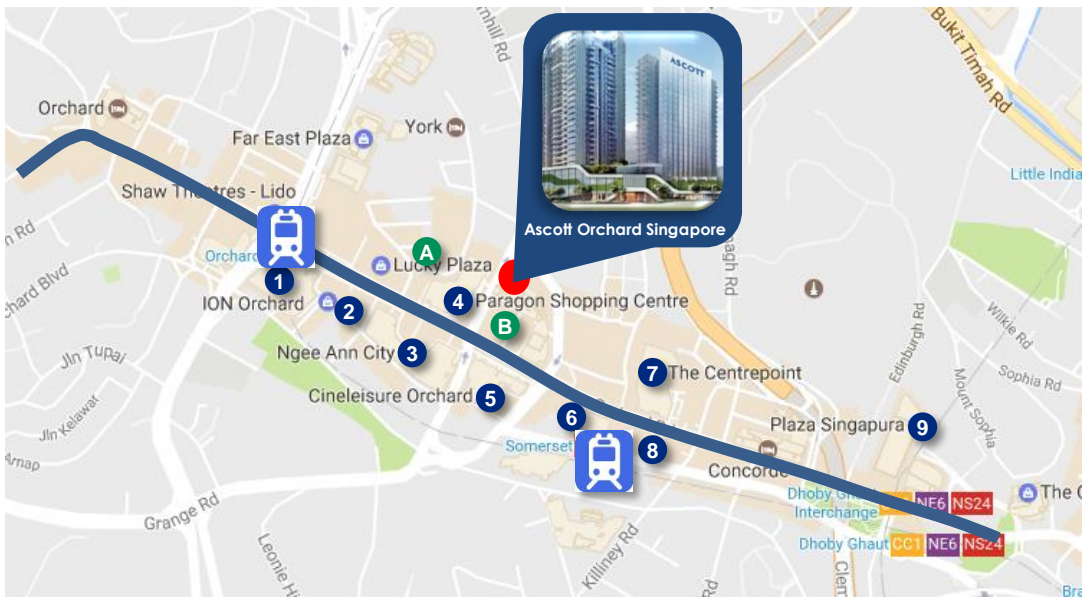 Orchard
Far East Plaza
York
Bukit Timah Rd
ASCOTT
Ascott Orchard Singapore
Little India
Shaw Theatres - Lido
Orchard
1
ION Orchard
2
A
Lucky Plaza
4
Paragon Shopping Centre
B
Ngee Ann City
3
Cineleisure Orchard
5
6
7
The Centrepoint
Somerset
8
Plaza Singapura
9
Concorde
Dhoby Ghaut
Interchange
NE6
NS24
Dhoby Ghaut
CC1
NE6
NS24
Edinburgh Rd
Mount Sophia
Wilkie Rd
Sophia Rd
Jln Tupai
Jln Kelawar
Grange Rd
Killiney Rd
Rd